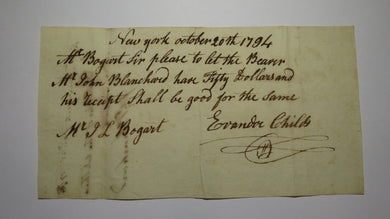 New york october 20th 1794
Mr. Bogart Sir please to let the Bearer
Mr. John Blanchard have Fifty Dollars and
his receipt Shall be good for the same
Mr. J L Bogart Evander Childs